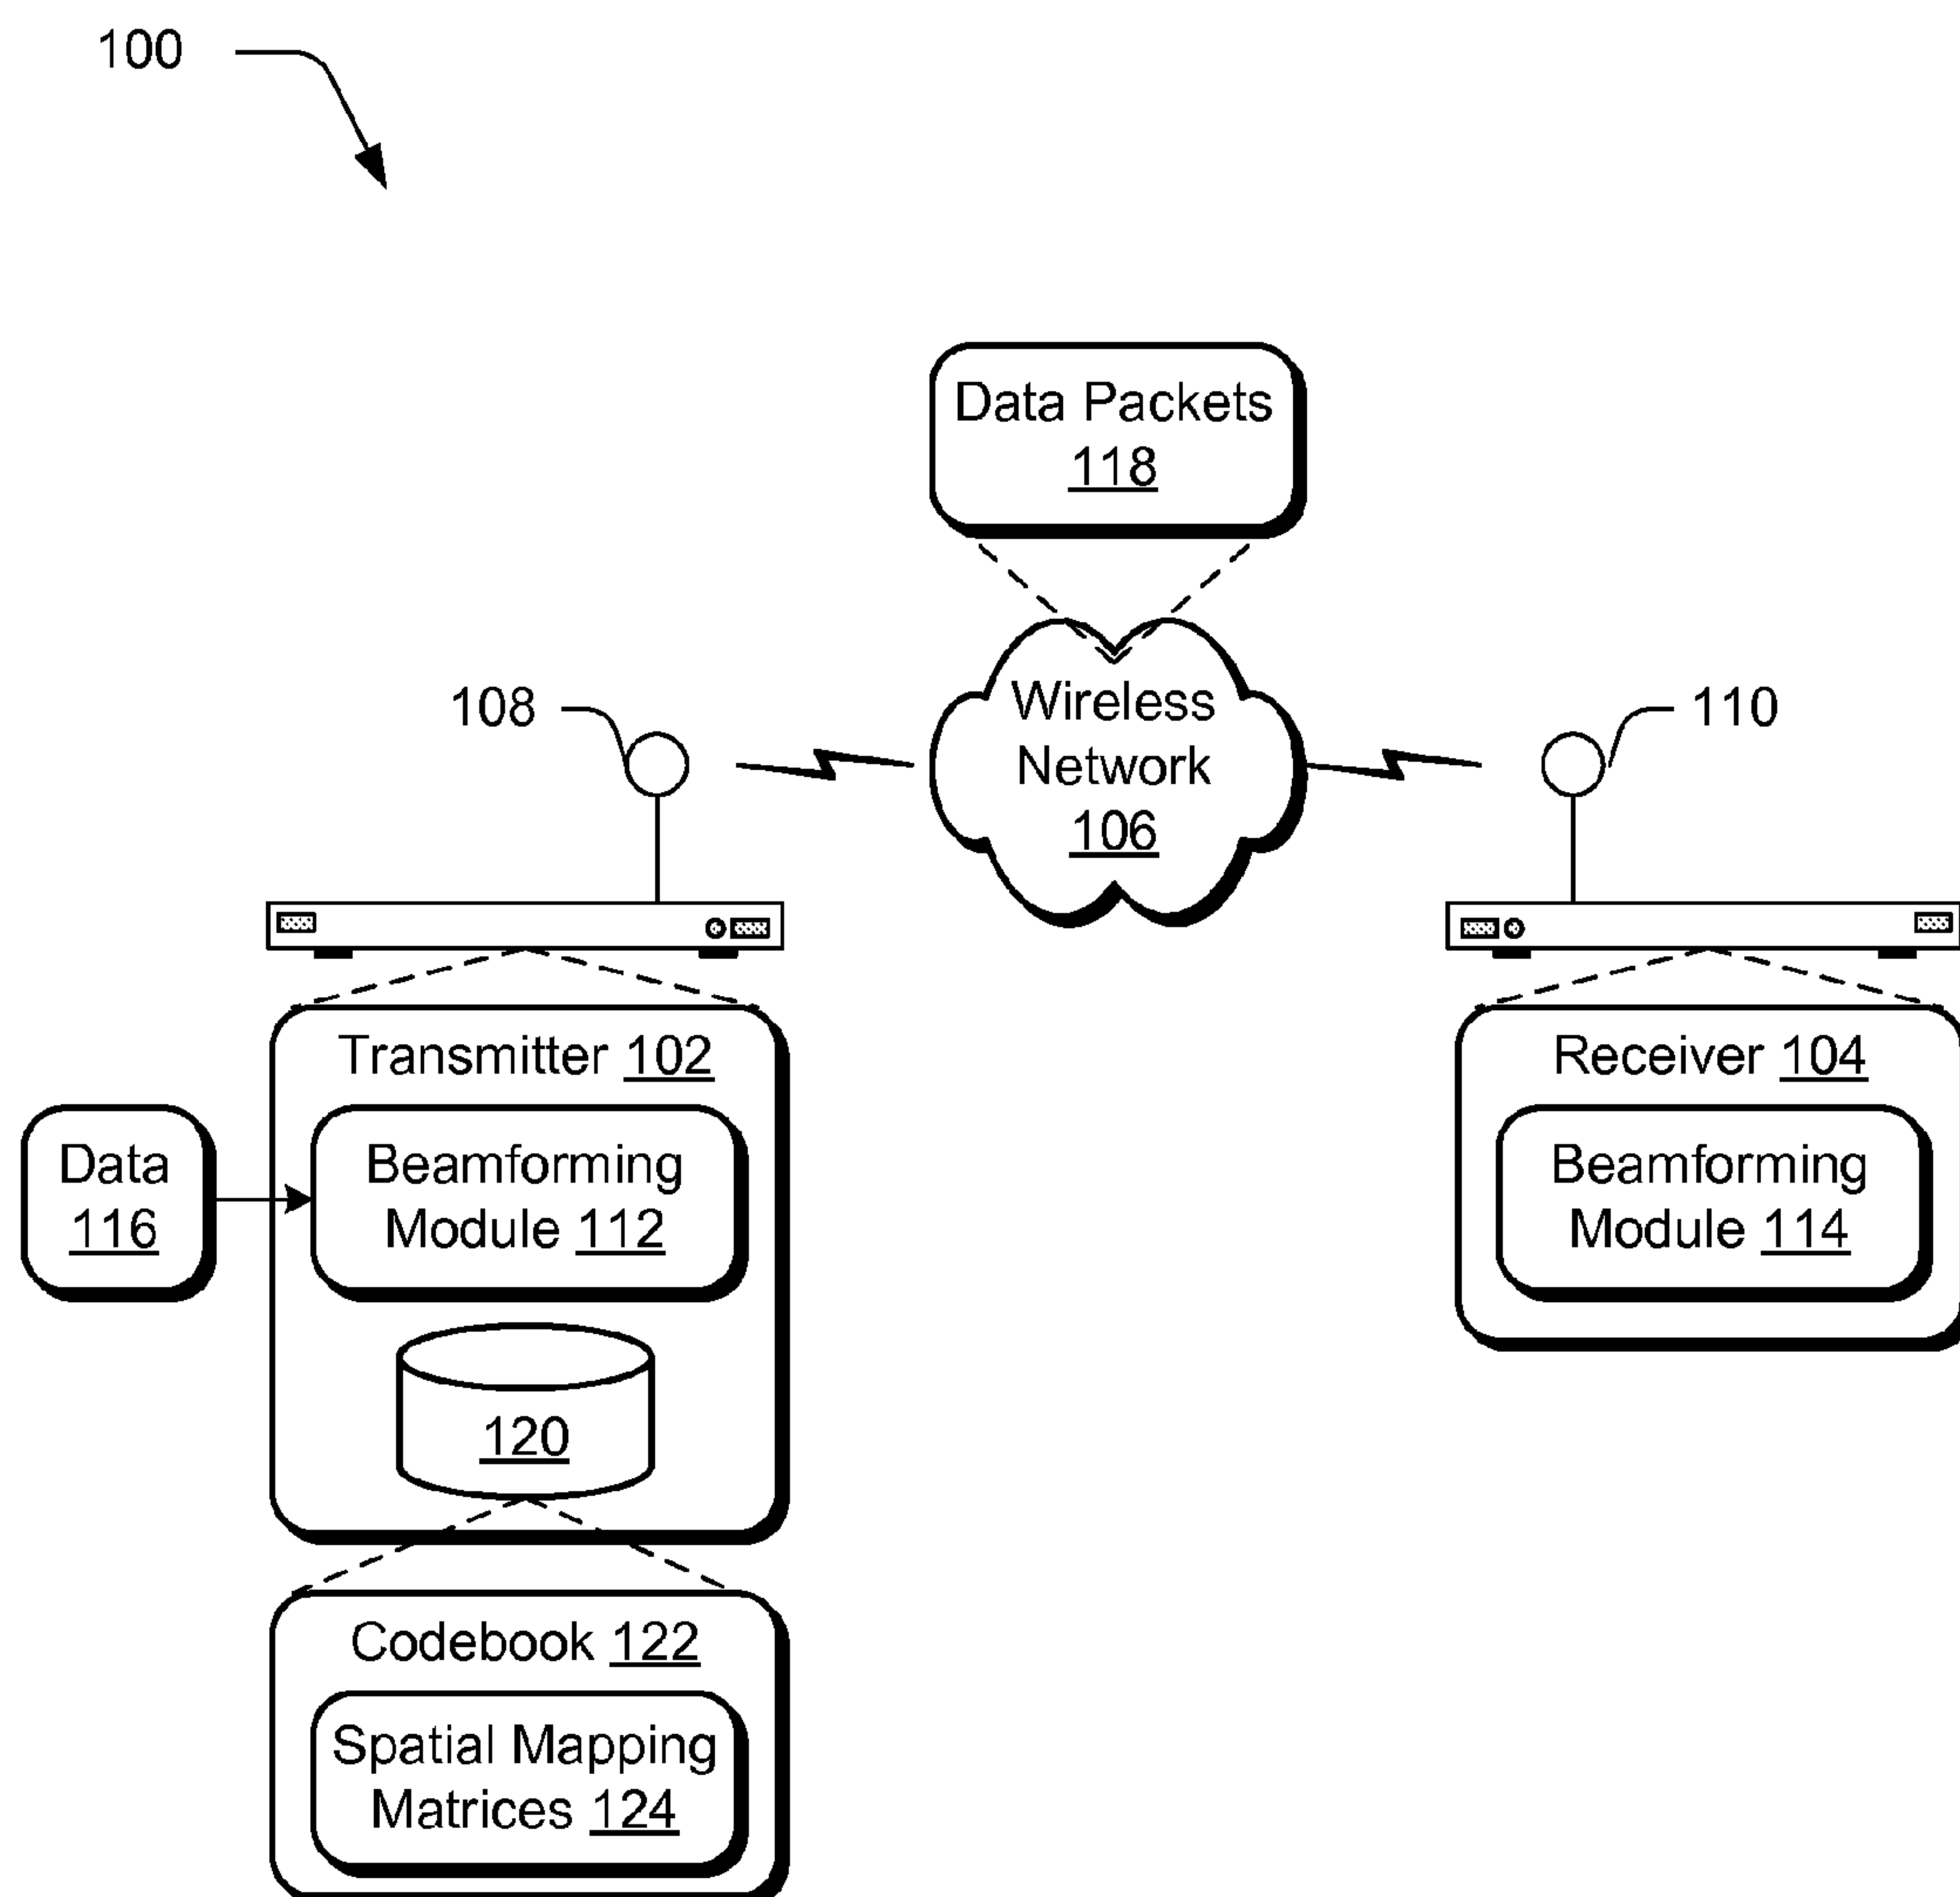 100
Data Packets
118
108
Wireless
Network
106
110
Transmitter 102
Receiver 104
Data
116
Beamforming
Module 112
Beamforming
Module 114
120
Codebook 122
Spatial Mapping
Matrices 124